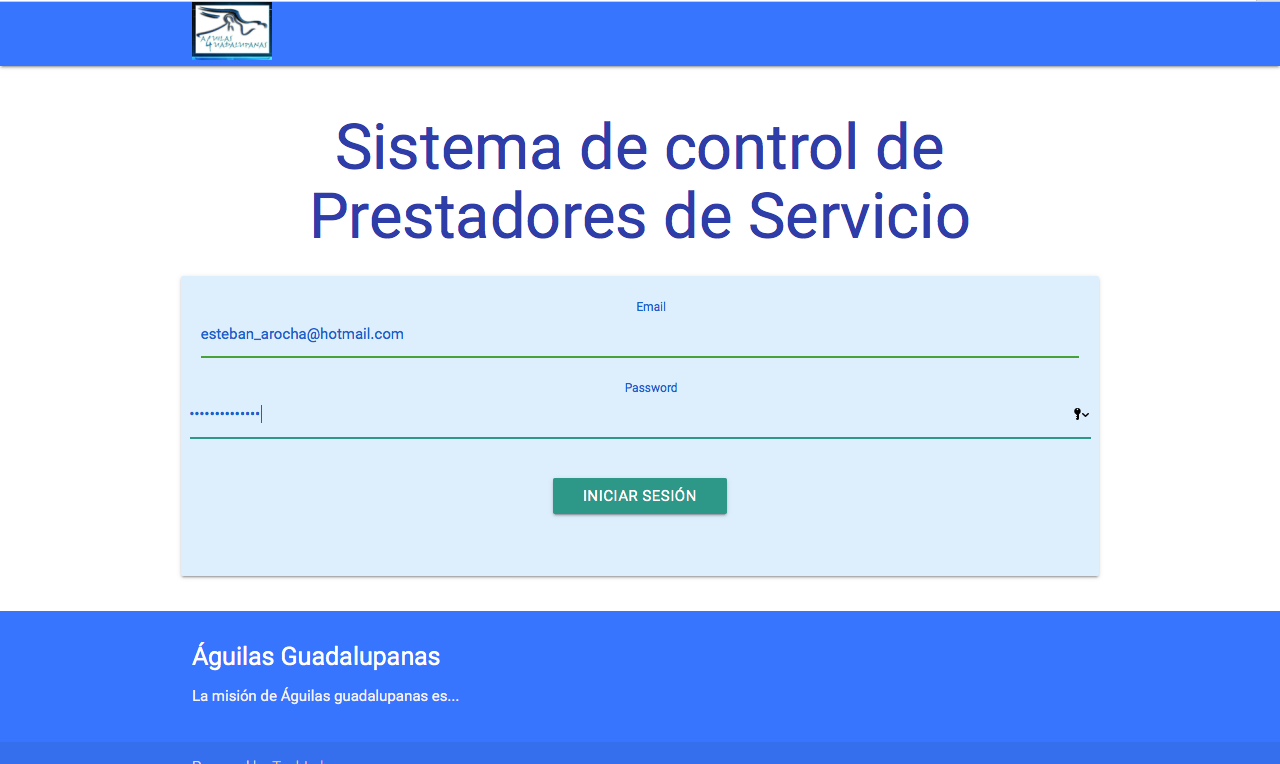 ÁGUILAS
GUADALUPANAS
Sistema de control de
Prestadores de Servicio
Email
esteban_arocha@hotmail.com
Password
••••••••••••••
INICIAR SESIÓN
Águilas Guadalupanas
La misión de Águilas guadalupanas es...